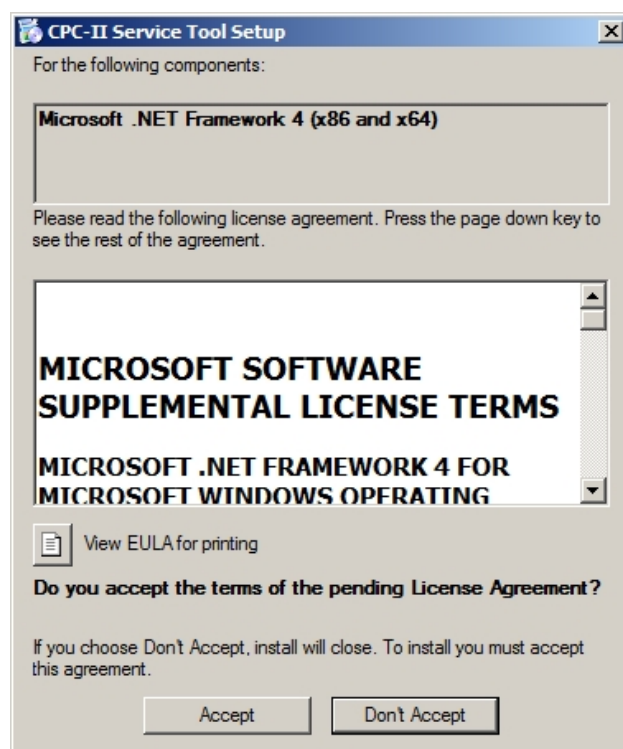 CPC-II Service Tool Setup
For the following components:
Microsoft .NET Framework 4 (x86 and x64)
Please read the following license agreement. Press the page down key to
see the rest of the agreement.
MICROSOFT SOFTWARE
SUPPLEMENTAL LICENSE TERMS
MICROSOFT .NET FRAMEWORK 4 FOR
MICROSOFT WINDOWS OPERATING
View EULA for printing
Do you accept the terms of the pending License Agreement?
If you choose Don't Accept, install will close. To install you must accept
this agreement.
Accept
Don't Accept